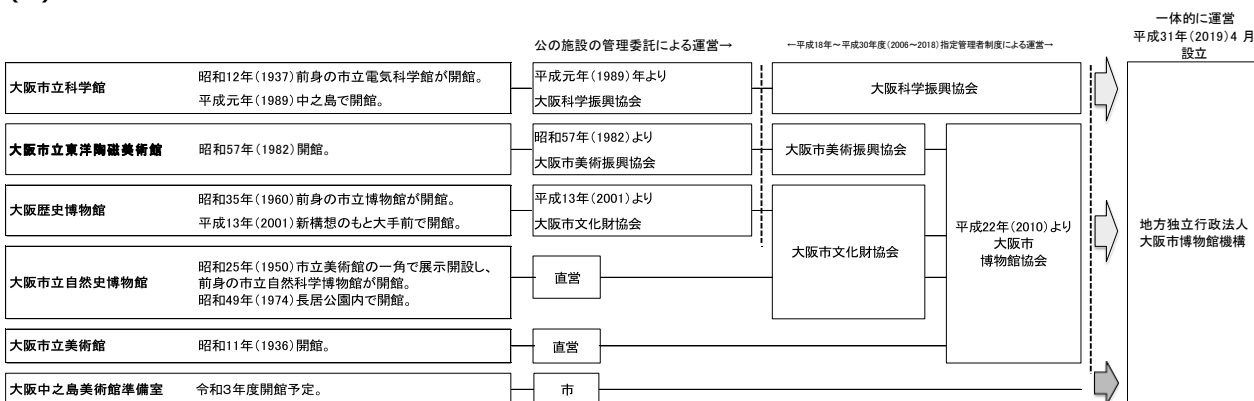 一体的に運営
平成31年(2019)4月
設立
公の施設の管理委託による運営→
←平成18年～平成30年度(2006～2018)指定管理者制度による運営→
大阪市立科学館
昭和12年(1937)前身の市立電気科学館が開館。
平成元年(1989)中之島で開館。
平成元年(1989)年より
大阪科学振興協会
大阪科学振興協会
大阪市立東洋陶磁美術館
昭和57年(1982)開館。
昭和57年(1982)より
大阪市美術振興協会
大阪市美術振興協会
大阪歴史博物館
昭和35年(1960)前身の市立博物館が開館。
平成13年(2001)新構想のもと大手前で開館。
平成13年(2001)より
大阪市文化財協会
大阪市文化財協会
平成22年(2010)より
大阪市
博物館協会
地方独立行政法人
大阪市博物館機構
大阪市立自然史博物館
昭和25年(1950)市立美術館の一角で展示開設し、
前身の市立自然科学博物館が開館。
昭和49年(1974)長居公園内で開館。
直営
大阪市立美術館
昭和11年(1936)開館。
直営
大阪中之島美術館準備室
令和3年度開館予定。
市